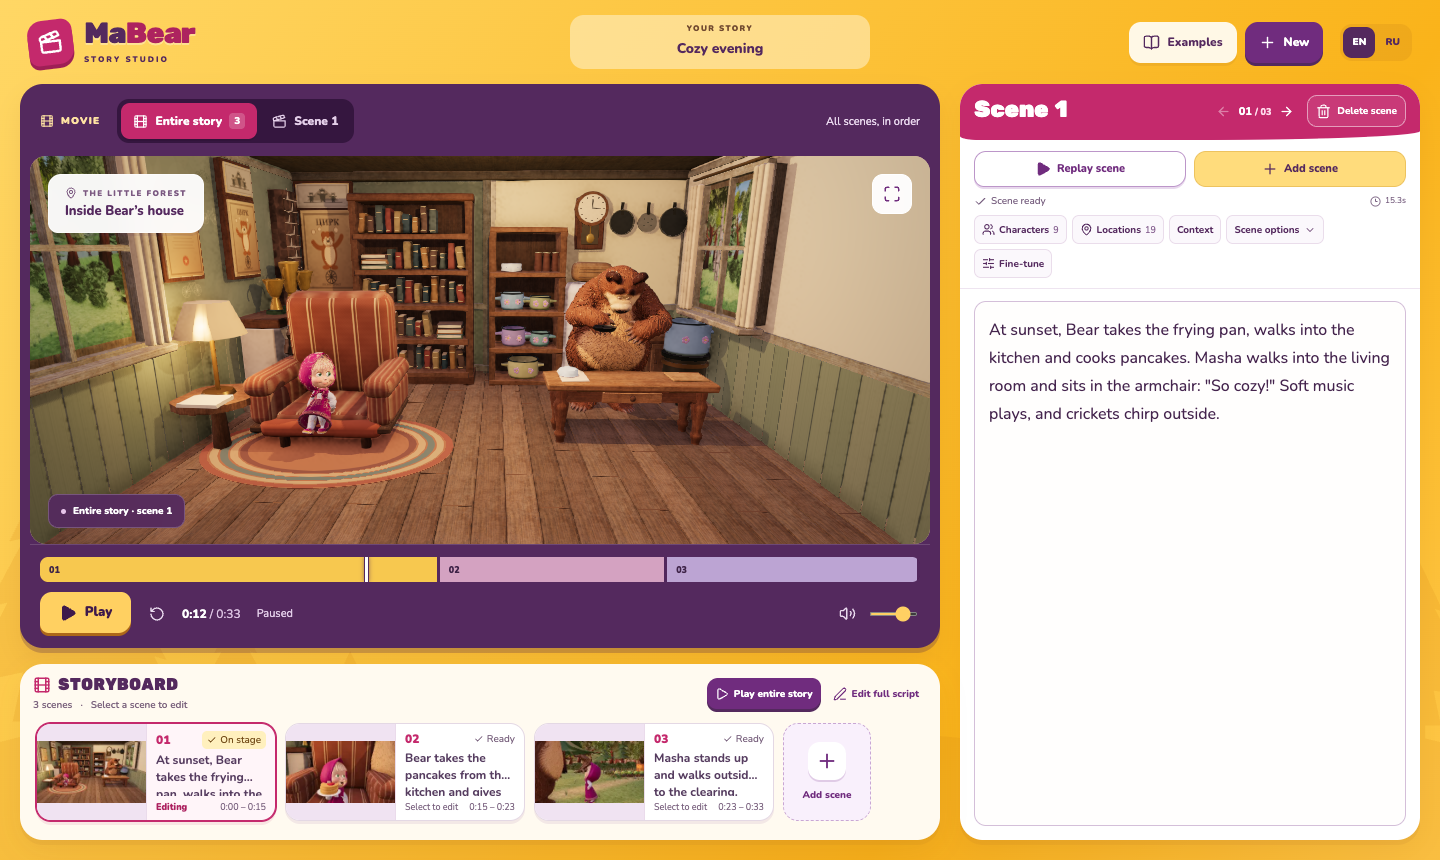 MaBear
STORY STUDIO
YOUR STORY
Cozy evening
Examples
New
EN
RU
MOVIE
Entire story 3
Scene 1
All scenes, in order
THE LITTLE FOREST
Inside Bear's house
Entire story · scene 1
01
02
03
Play
0:12 / 0:33
Paused
STORYBOARD
3 scenes · Select a scene to edit
Play entire story
Edit full script
01
On stage
At sunset, Bear
takes the frying...
pan, walks into the
Editing
0:00 – 0:15
02
Ready
Bear takes the
pancakes from th...
kitchen and gives
Select to edit
0:15 – 0:23
03
Ready
Masha stands up
and walks outsid...
to the clearing.
Select to edit
0:23 – 0:33
Add scene
Scene 1
01 / 03
Delete scene
Replay scene
Add scene
Scene ready
15.3s
Characters 9
Locations 19
Context
Scene options
Fine-tune
At sunset, Bear takes the frying pan, walks into the
kitchen and cooks pancakes. Masha walks into the living
room and sits in the armchair: "So cozy!" Soft music
plays, and crickets chirp outside.